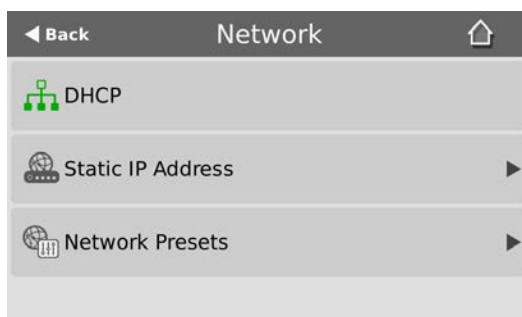 Back
Network
DHCP
Static IP Address
Network Presets